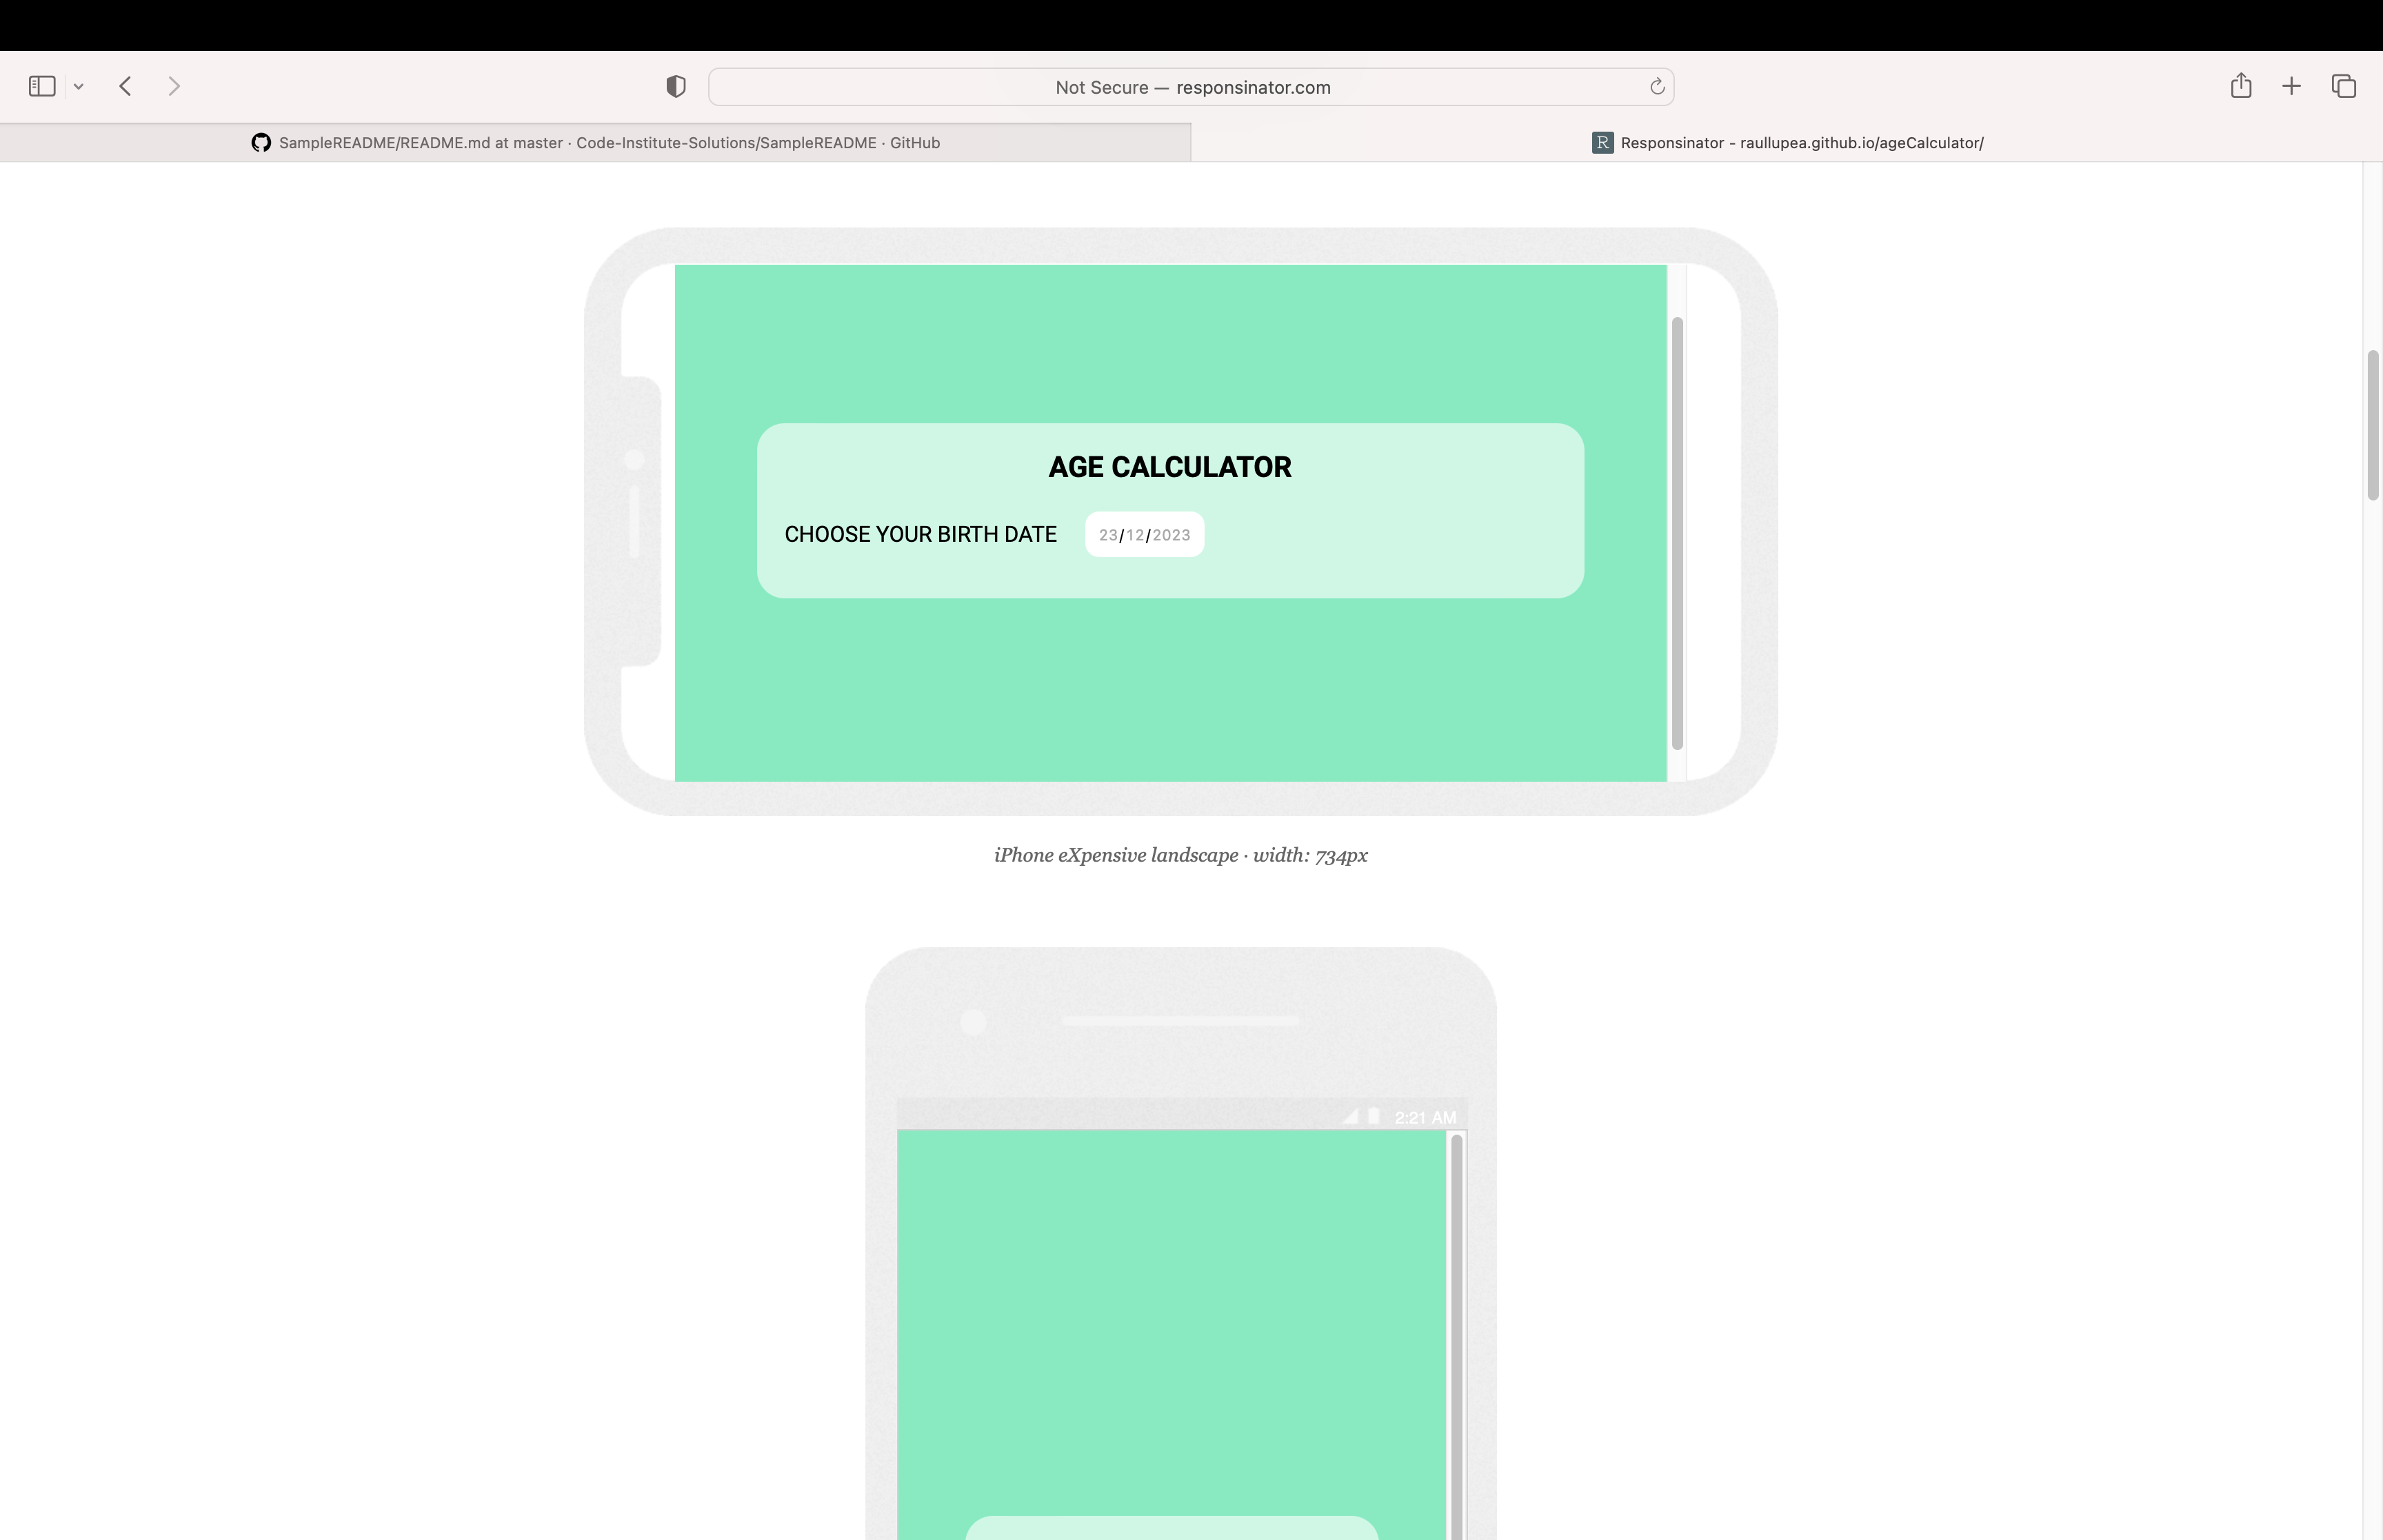 Not Secure — responsinator.com
SampleREADME/README.md at master · Code-Institute-Solutions/SampleREADME · GitHub
R Responsinator - raullupea.github.io/ageCalculator/
AGE CALCULATOR
CHOOSE YOUR BIRTH DATE 23/12/2023
iPhone eXpensive landscape · width: 734px
2:21 AM